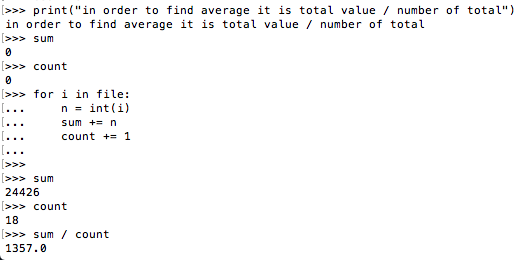 [>>> print("in order to find average it is total value / number of total")
in order to find average it is total value / number of total
[>>> sum
0
[>>> count
0
[>>> for i in file:
[...     n = int(i)
[...     sum += n
[...     count += 1
[...
[>>>
[>>> sum
24426
[>>> count
18
[>>> sum / count
1357.0